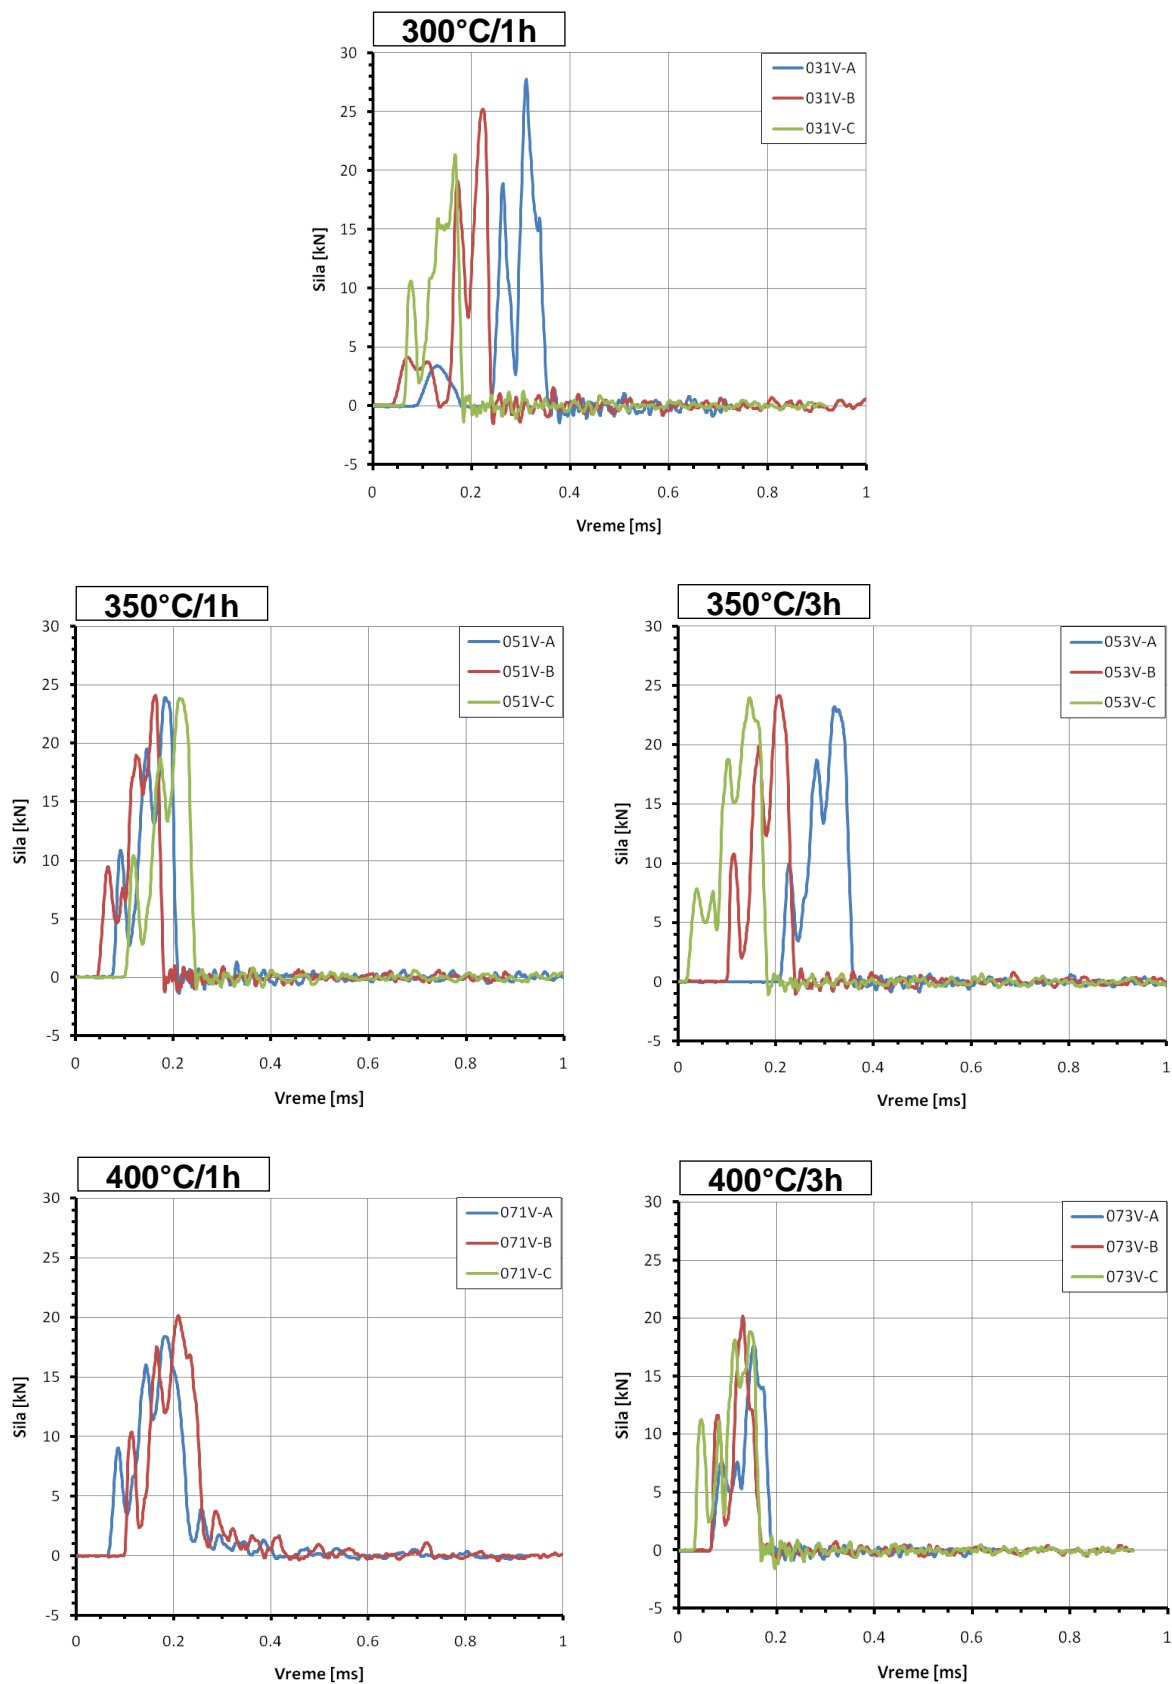 300°C/1h
30
25
20
15
10
5
0
-5
Sila [kN]
031V-A
031V-B
031V-C
0 0.2 0.4 0.6 0.8 1
Vreme [ms]
350°C/1h
30
25
20
15
10
5
0
-5
Sila [kN]
051V-A
051V-B
051V-C
0 0.2 0.4 0.6 0.8 1
Vreme [ms]
350°C/3h
30
25
20
15
10
5
0
-5
Sila [kN]
053V-A
053V-B
053V-C
0 0.2 0.4 0.6 0.8 1
Vreme [ms]
400°C/1h
30
25
20
15
10
5
0
-5
Sila [kN]
071V-A
071V-B
071V-C
0 0.2 0.4 0.6 0.8 1
Vreme [ms]
400°C/3h
30
25
20
15
10
5
0
-5
Sila [kN]
073V-A
073V-B
073V-C
0 0.2 0.4 0.6 0.8 1
Vreme [ms]